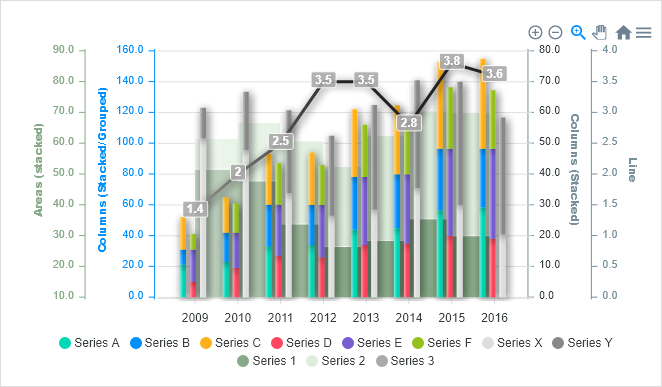 90.0 160.0 80.0 4.0
80.0 140.0 70.0 3.5
70.0 120.0 60.0 3.0
60.0 100.0 50.0 2.5
50.0 80.0 40.0 2.0
40.0 60.0 30.0 1.5
30.0 40.0 20.0 1.0
20.0 20.0 10.0 0.5
10.0 0.0 0.0 0.0
Areas (stacked)
Columns (Stacked/Grouped)
Columns (Stacked)
Line
1.4 2 2.5 3.5 3.5 2.8 3.8 3.6
2009 2010 2011 2012 2013 2014 2015 2016
Series A Series B Series C Series D Series E Series F Series X Series Y
Series 1 Series 2 Series 3